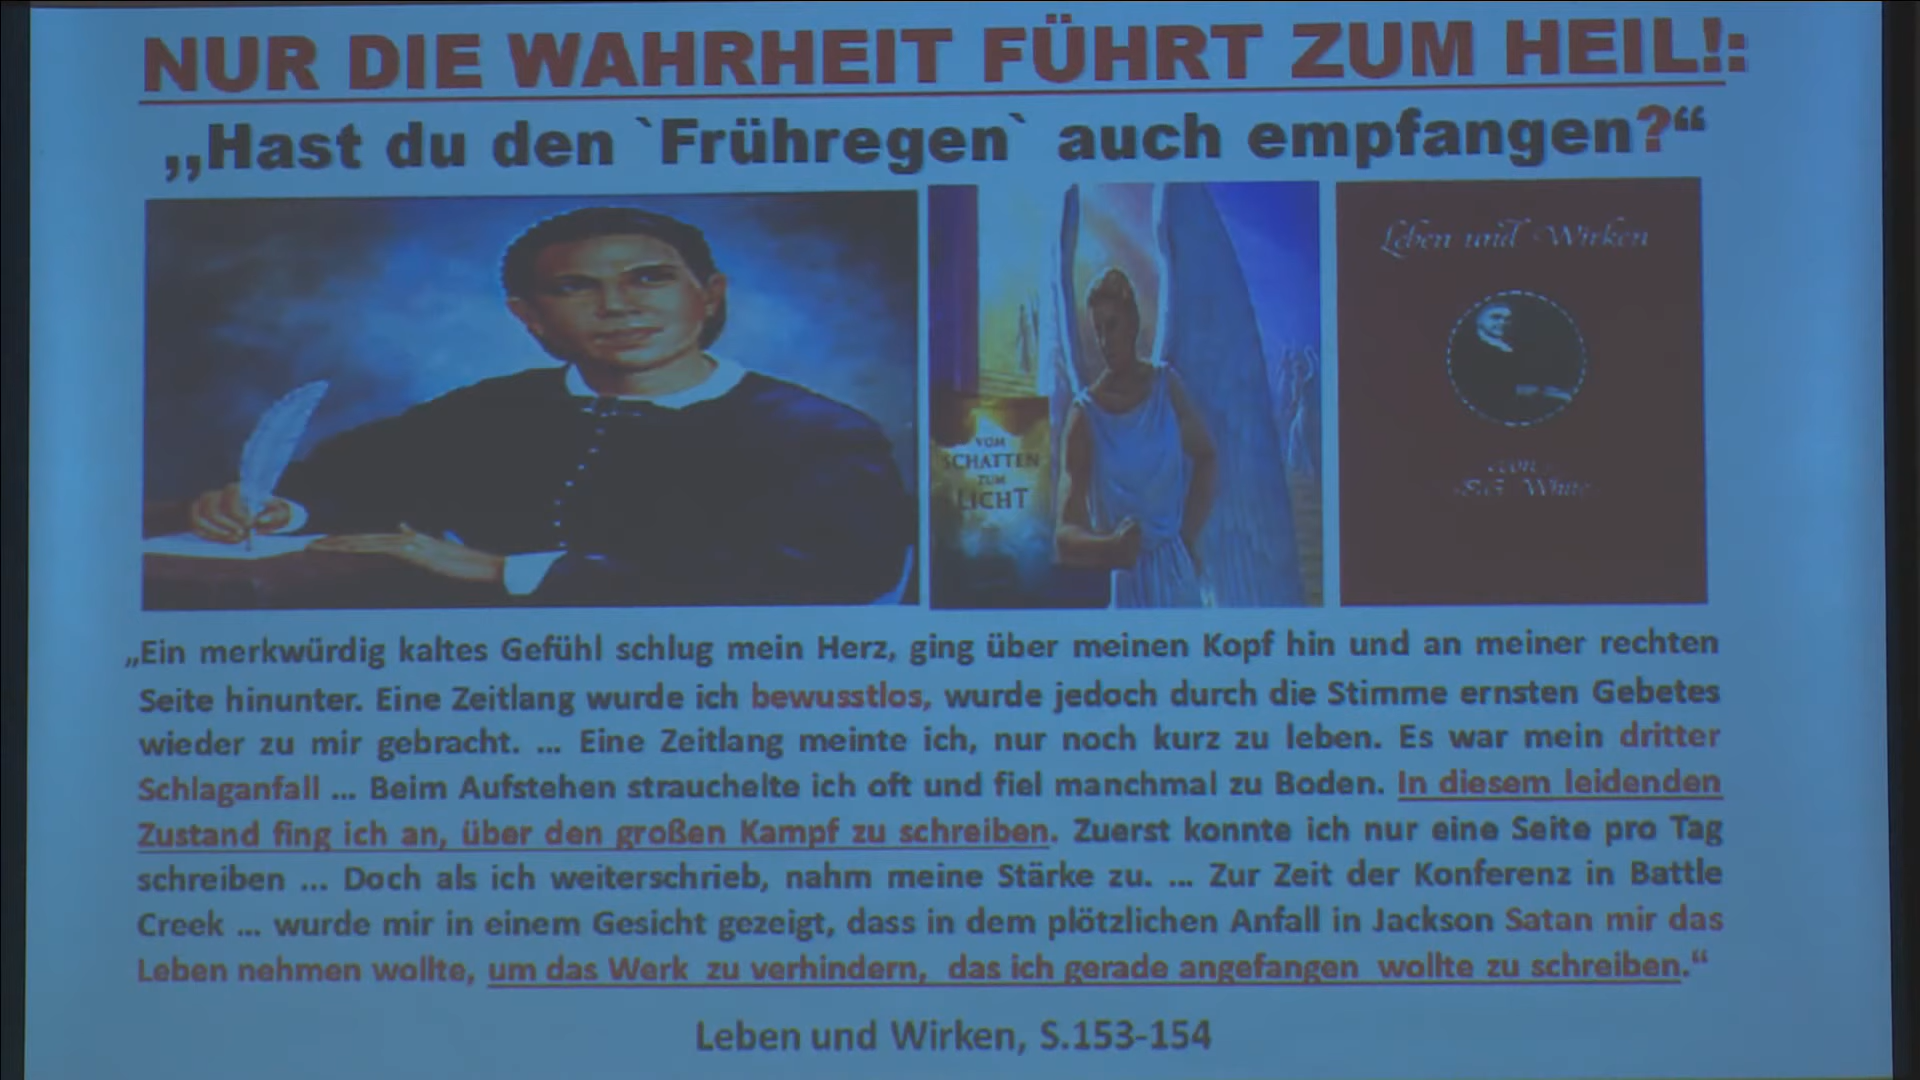 NUR DIE WAHRHEIT FÜHRT ZUM HEIL!:
,,Hast du den `Frühregen` auch empfangen?“
VOM
SCHATTEN
ZUM
LICHT
Leben und Wirken
von
E.G. White
„Ein merkwürdig kaltes Gefühl schlug mein Herz, ging über meinen Kopf hin und an meiner rechten
Seite hinunter. Eine Zeitlang wurde ich bewusstlos, wurde jedoch durch die Stimme ernsten Gebetes
wieder zu mir gebracht. ... Eine Zeitlang meinte ich, nur noch kurz zu leben. Es war mein dritter
Schlaganfall ... Beim Aufstehen strauchelte ich oft und fiel manchmal zu Boden. In diesem leidenden
Zustand fing ich an, über den großen Kampf zu schreiben. Zuerst konnte ich nur eine Seite pro Tag
schreiben ... Doch als ich weiterschrieb, nahm meine Stärke zu. ... Zur Zeit der Konferenz in Battle
Creek ... wurde mir in einem Gesicht gezeigt, dass in dem plötzlichen Anfall in Jackson Satan mir das
Leben nehmen wollte, um das Werk zu verhindern, das ich gerade angefangen wollte zu schreiben.“
Leben und Wirken, S.153-154